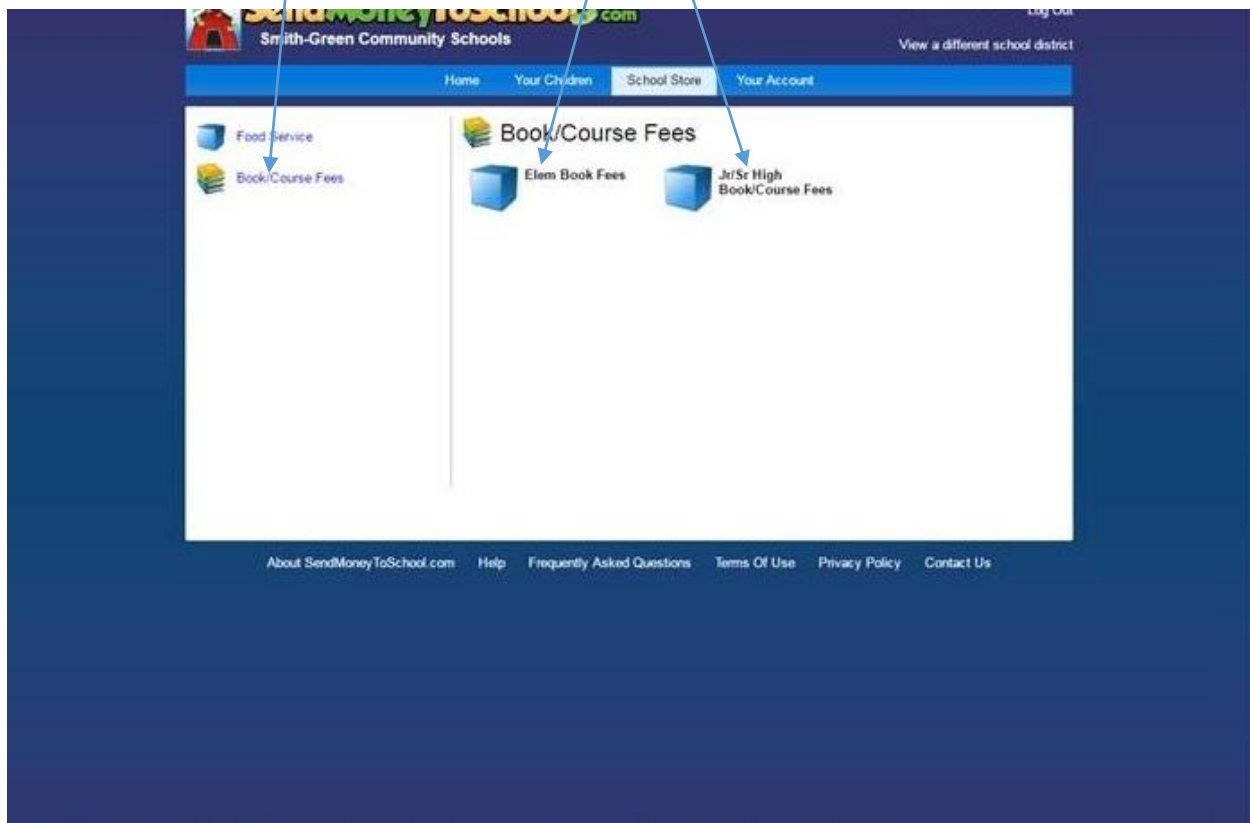 SendMoneyToSchool.com
Log Out
Smith-Green Community Schools
View a different school district
Home Your Children School Store Your Account
Food Service
Book/Course Fees
Book/Course Fees
Elem Book Fees
Jr/Sr High
Book/Course Fees
About SendMoneyToSchool.com Help Frequently Asked Questions Terms Of Use Privacy Policy Contact Us